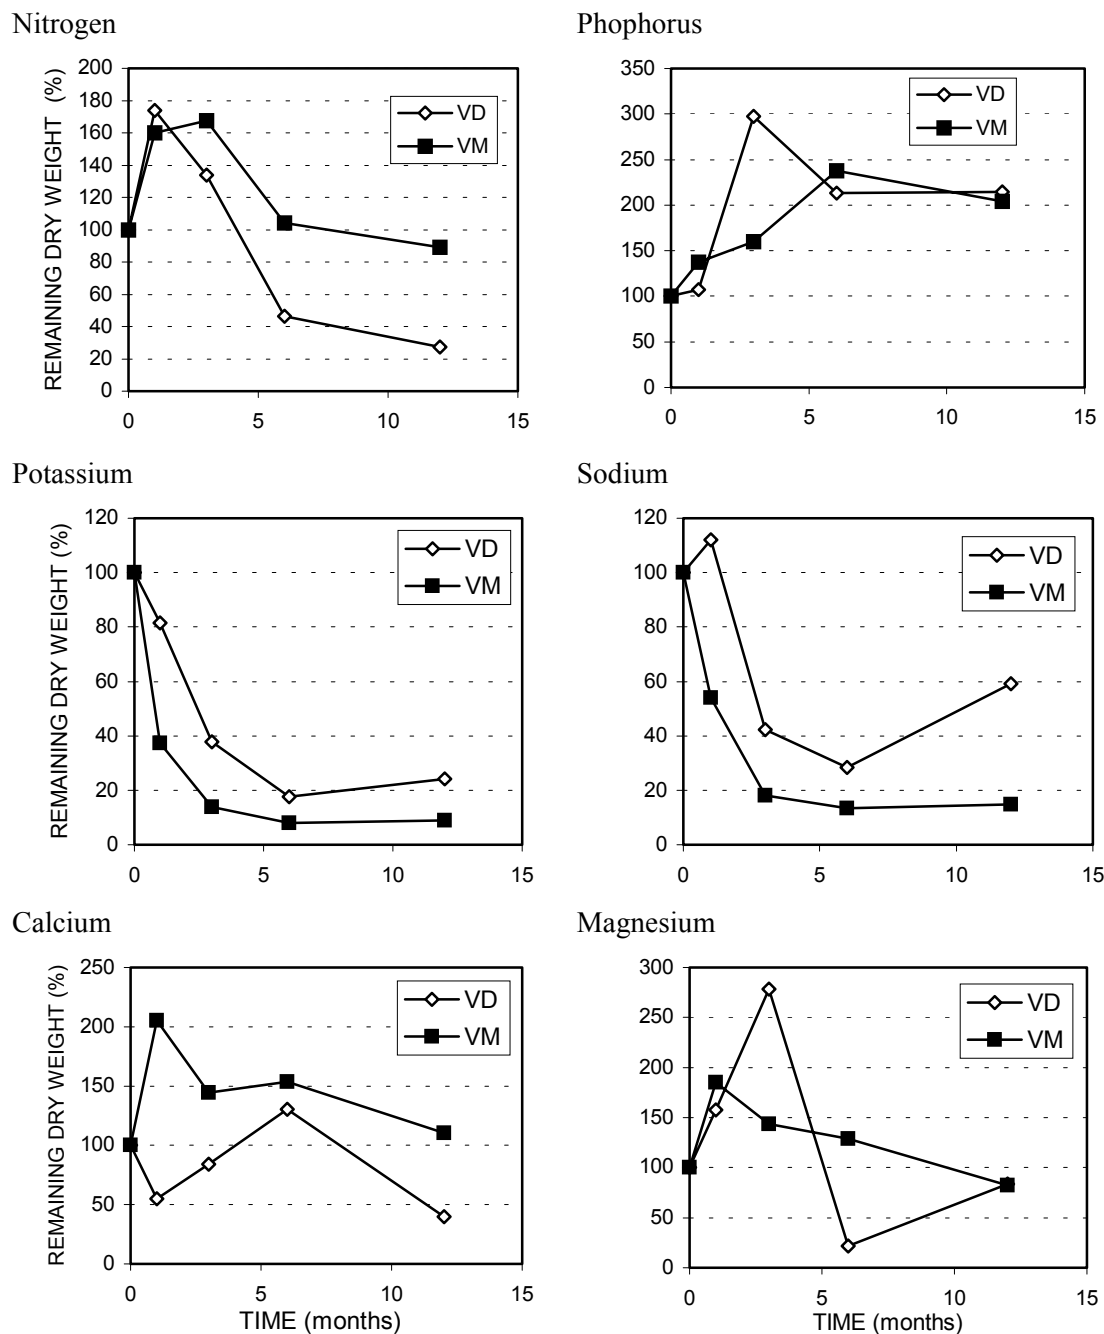 Nitrogen
REMAINING DRY WEIGHT (%)
200
180
160
140
120
100
80
60
40
20
0
0 5 10 15
VD
VM
Phophorus
350
300
250
200
150
100
50
0
0 5 10 15
VD
VM
Potassium
REMAINING DRY WEIGHT (%)
120
100
80
60
40
20
0
0 5 10 15
VD
VM
Sodium
120
100
80
60
40
20
0
0 5 10 15
VD
VM
Calcium
REMAINING DRY WEIGHT (%)
250
200
150
100
50
0
0 5 10 15
TIME (months)
VD
VM
Magnesium
300
250
200
150
100
50
0
0 5 10 15
TIME (months)
VD
VM